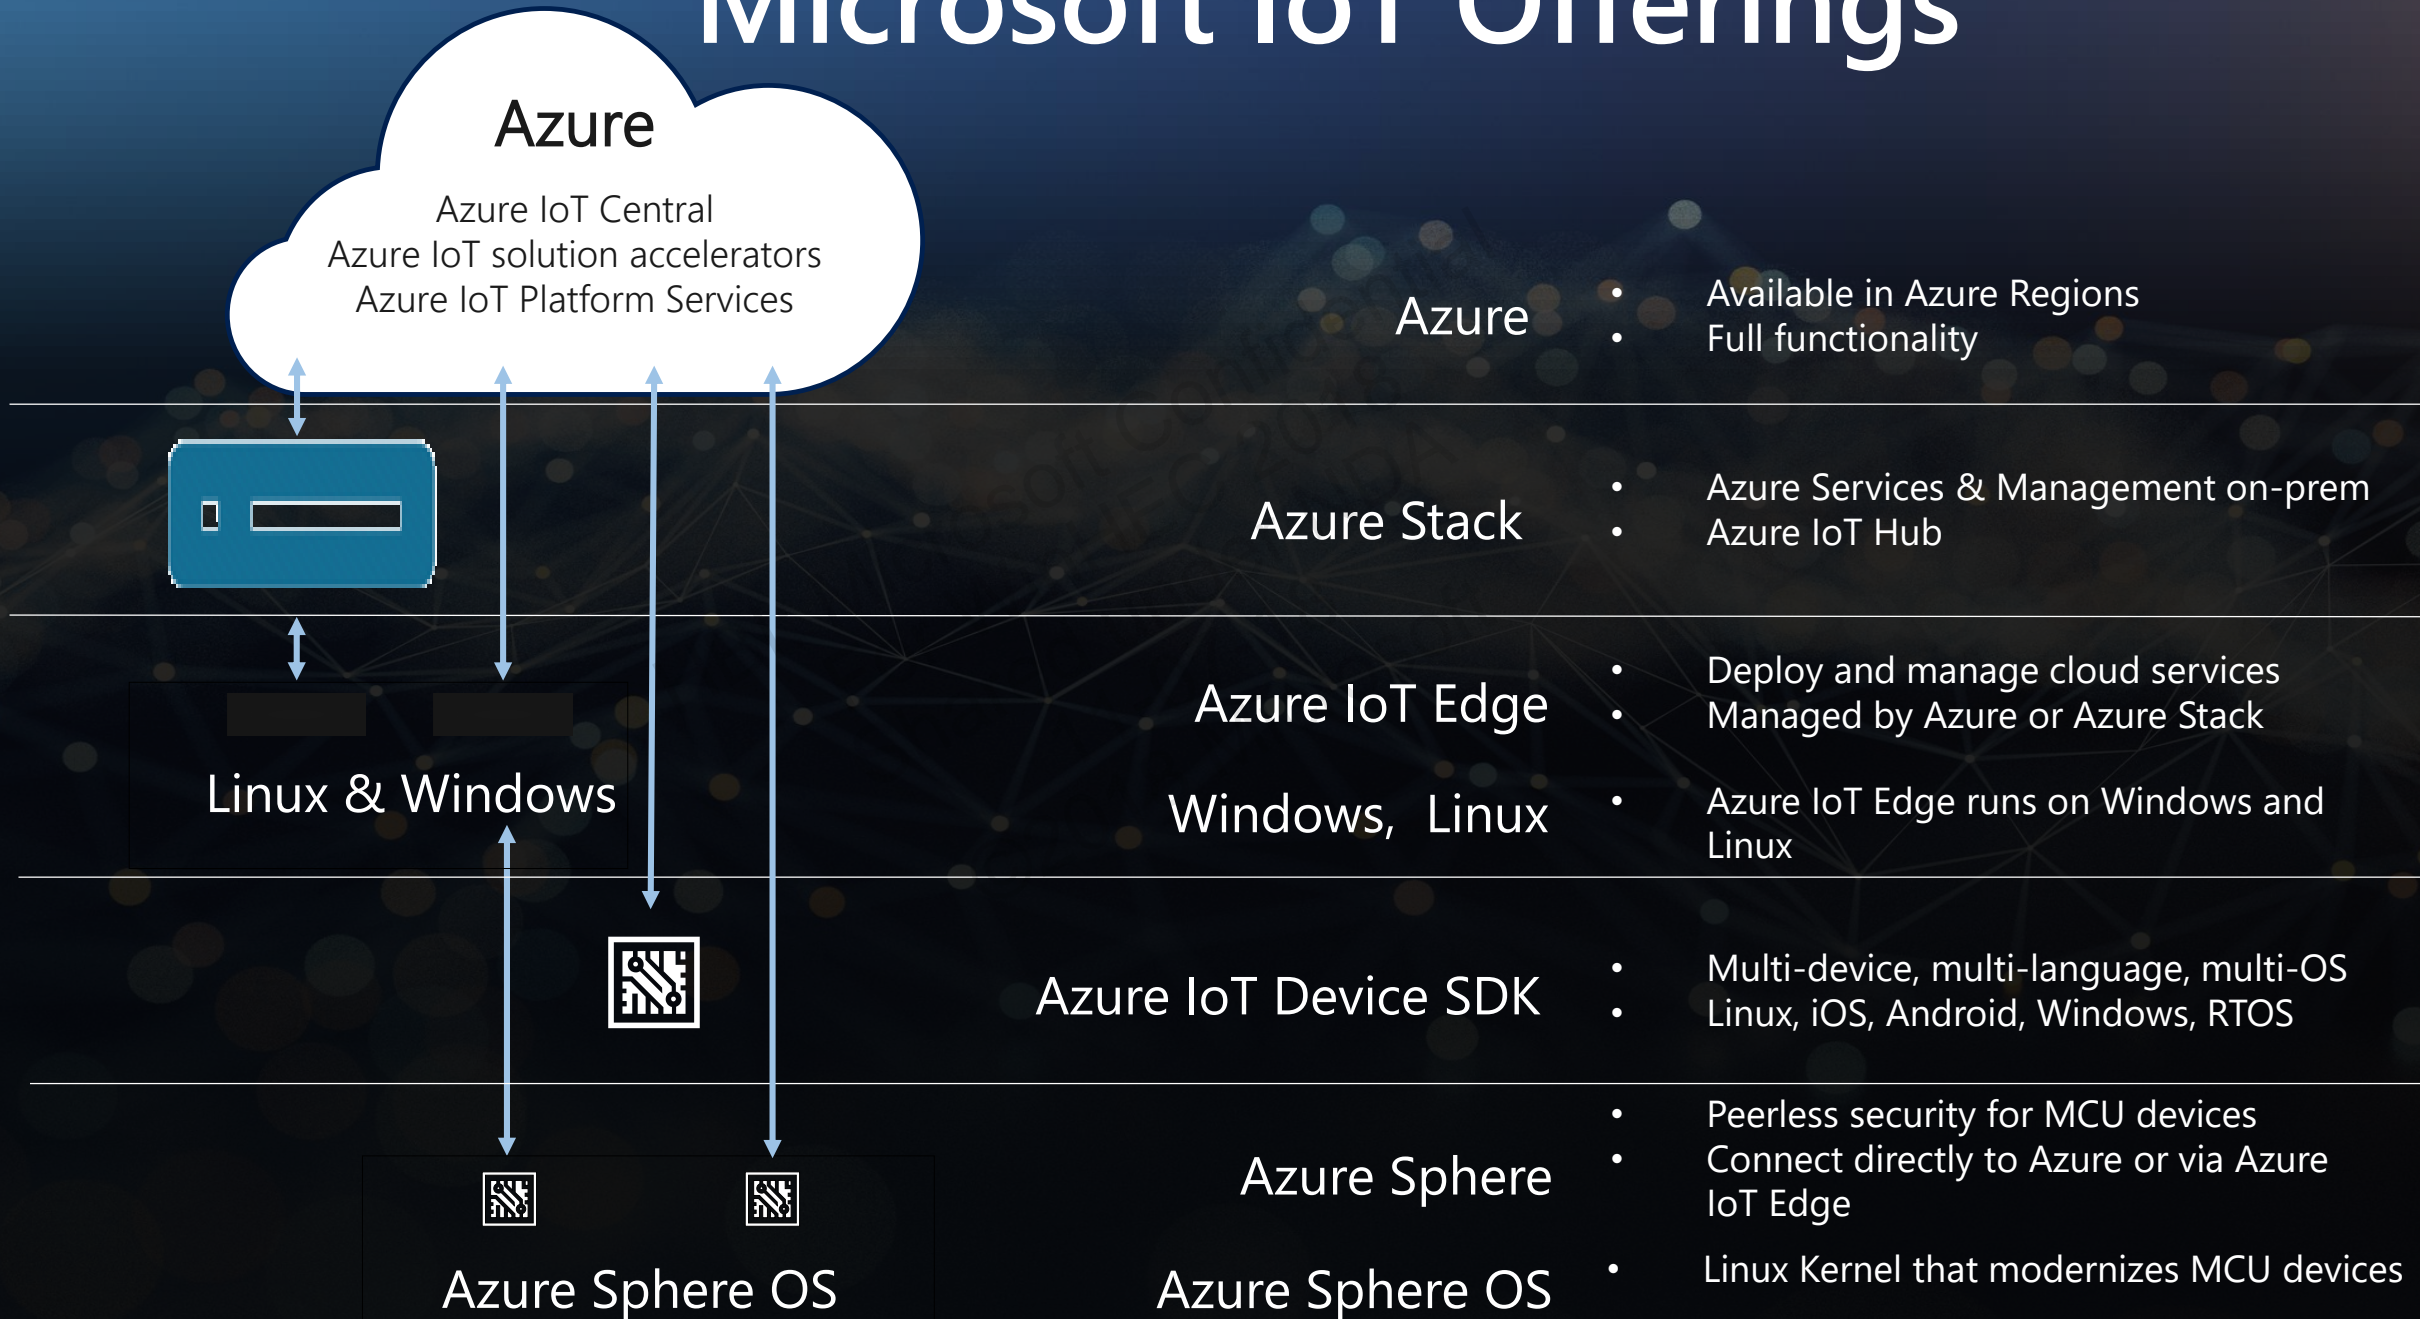 Microsoft IoT Offerings
Azure
Azure IoT Central
Azure IoT solution accelerators
Azure IoT Platform Services
Azure
• Available in Azure Regions
• Full functionality
Azure Stack
• Azure Services & Management on-prem
• Azure IoT Hub
Azure IoT Edge
• Deploy and manage cloud services
• Managed by Azure or Azure Stack
Linux & Windows
Windows, Linux
• Azure IoT Edge runs on Windows and
Linux
Azure IoT Device SDK
• Multi-device, multi-language, multi-OS
• Linux, iOS, Android, Windows, RTOS
Azure Sphere
• Peerless security for MCU devices
• Connect directly to Azure or via Azure
IoT Edge
Azure Sphere OS
Azure Sphere OS
• Linux Kernel that modernizes MCU devices